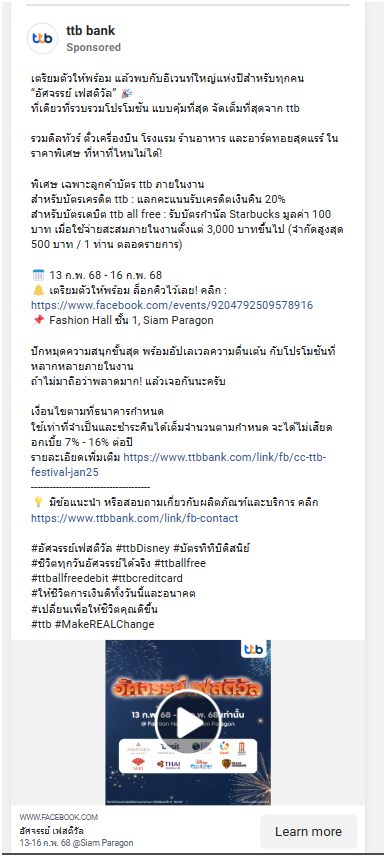 ttb
ttb bank
Sponsored
เตรียมตัวให้พร้อม แล้วพบกับอีเวนท์ใหญ่แห่งปีสำหรับทุกคน
“อัศจรรย์ เฟสติวัล” 🎉
ที่เดียวที่รวบรวมโปรโมชัน แบบคุ้มที่สุด จัดเต็มที่สุดจาก ttb
รวมดีลทัวร์ ตั๋วเครื่องบิน โรงแรม ร้านอาหาร และอาร์ตทอยสุดแรร์ ใน
ราคาพิเศษ ที่หาที่ไหนไม่ได้!
พิเศษ เฉพาะลูกค้าบัตร ttb ภายในงาน
สำหรับบัตรเครดิต ttb : แลกคะแนนรับเครดิตเงินคืน 20%
สำหรับบัตรเดบิต ttb all free : รับบัตรกำนัล Starbucks มูลค่า 100
บาท เมื่อใช้จ่ายสะสมภายในงานตั้งแต่ 3,000 บาทขึ้นไป (จำกัดสูงสุด
500 บาท / 1 ท่าน ตลอดรายการ)
🗓️ 13 ก.พ. 68 - 16 ก.พ. 68
🔔 เตรียมตัวให้พร้อม ล็อกคิวไว้เลย! คลิก :
https://www.facebook.com/events/9204792509578916
📌 Fashion Hall ชั้น 1, Siam Paragon
ปักหมุดความสนุกขั้นสุด พร้อมอัปเลเวลความตื่นเต้น กับโปรโมชันที่
หลากหลายภายในงาน
ถ้าไม่มาถือว่าพลาดมาก! แล้วเจอกันนะครับ
เงื่อนไขตามที่ธนาคารกำหนด
ใช้เท่าที่จำเป็นและชำระคืนได้เต็มจำนวนตามกำหนด จะได้ไม่เสียด
อกเบี้ย 7% - 16% ต่อปี
รายละเอียดเพิ่มเติม https://www.ttbbank.com/link/fb/cc-ttb-
festival-jan25
------------------------------------
💡 มีข้อแนะนำ หรือสอบถามเกี่ยวกับผลิตภัณฑ์และบริการ คลิก
https://www.ttbbank.com/link/fb-contact
#อัศจรรย์เฟสติวัล #ttbDisney #บัตรทีทีบีดิสนีย์
#ชีวิตทุกวันอัศจรรย์ได้จริง #ttballfree
#ttballfreedebit #ttbcreditcard
#ให้ชีวิตการเงินดีทั้งวันนี้และอนาคต
#เปลี่ยนเพื่อให้ชีวิตคุณดีขึ้น
#ttb #MakeREALChange
ttb
อัศจรรย์ เฟสติวัล
13 ก.พ. 68 - ก.พ. 68 เท่านั้น
@ Fashion Hall Siam Paragon
THAI
WWW.FACEBOOK.COM
อัศจรรย์ เฟสติวัล
13-16 ก.พ. 68 @Siam Paragon
Learn more